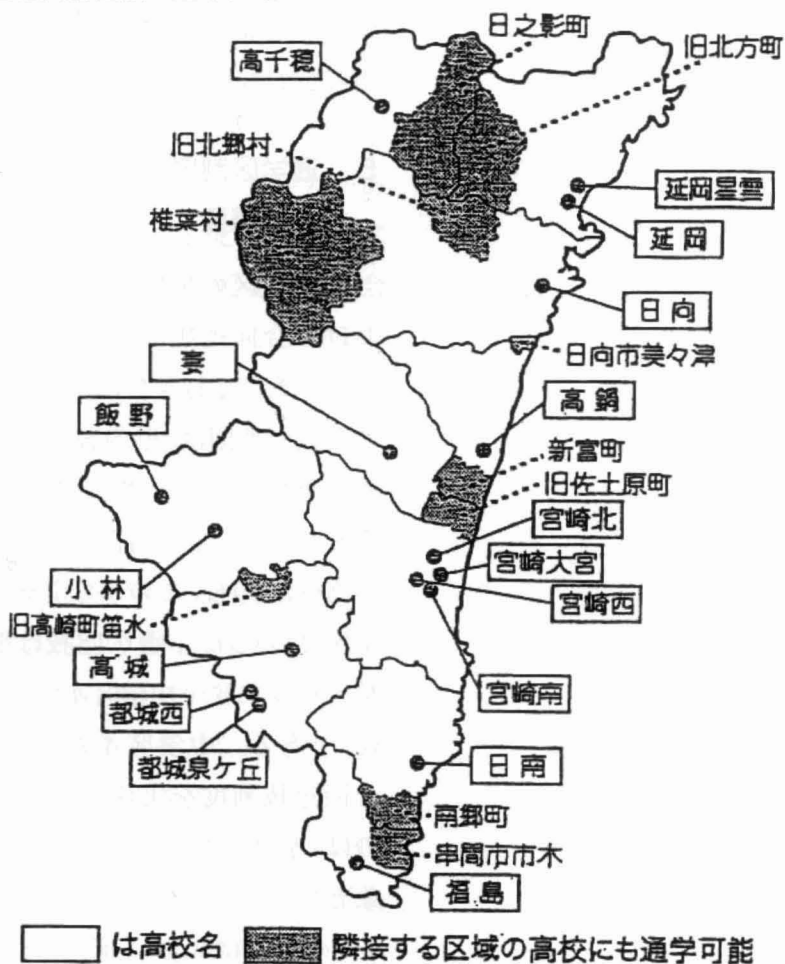 日之影町
高千穂
旧北方町
旧北郷村
延岡星雲
椎葉村
延岡
日向
日向市美々津
妻
高鍋
飯野
新富町
旧佐土原町
宮崎北
宮崎大宮
宮崎西
小林
旧高崎町笛水
高城
宮崎南
都城西
都城泉ケ丘
日南
南郷町
串間市市木
福島
は高校名 隣接する区域の高校にも通学可能